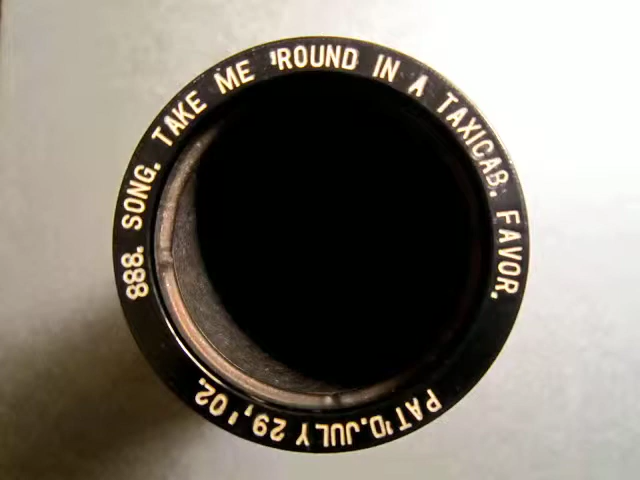 888. SONG. TAKE ME 'ROUND IN A TAXICAB. FAVOR.
PAT'D. JULY 29, '02.